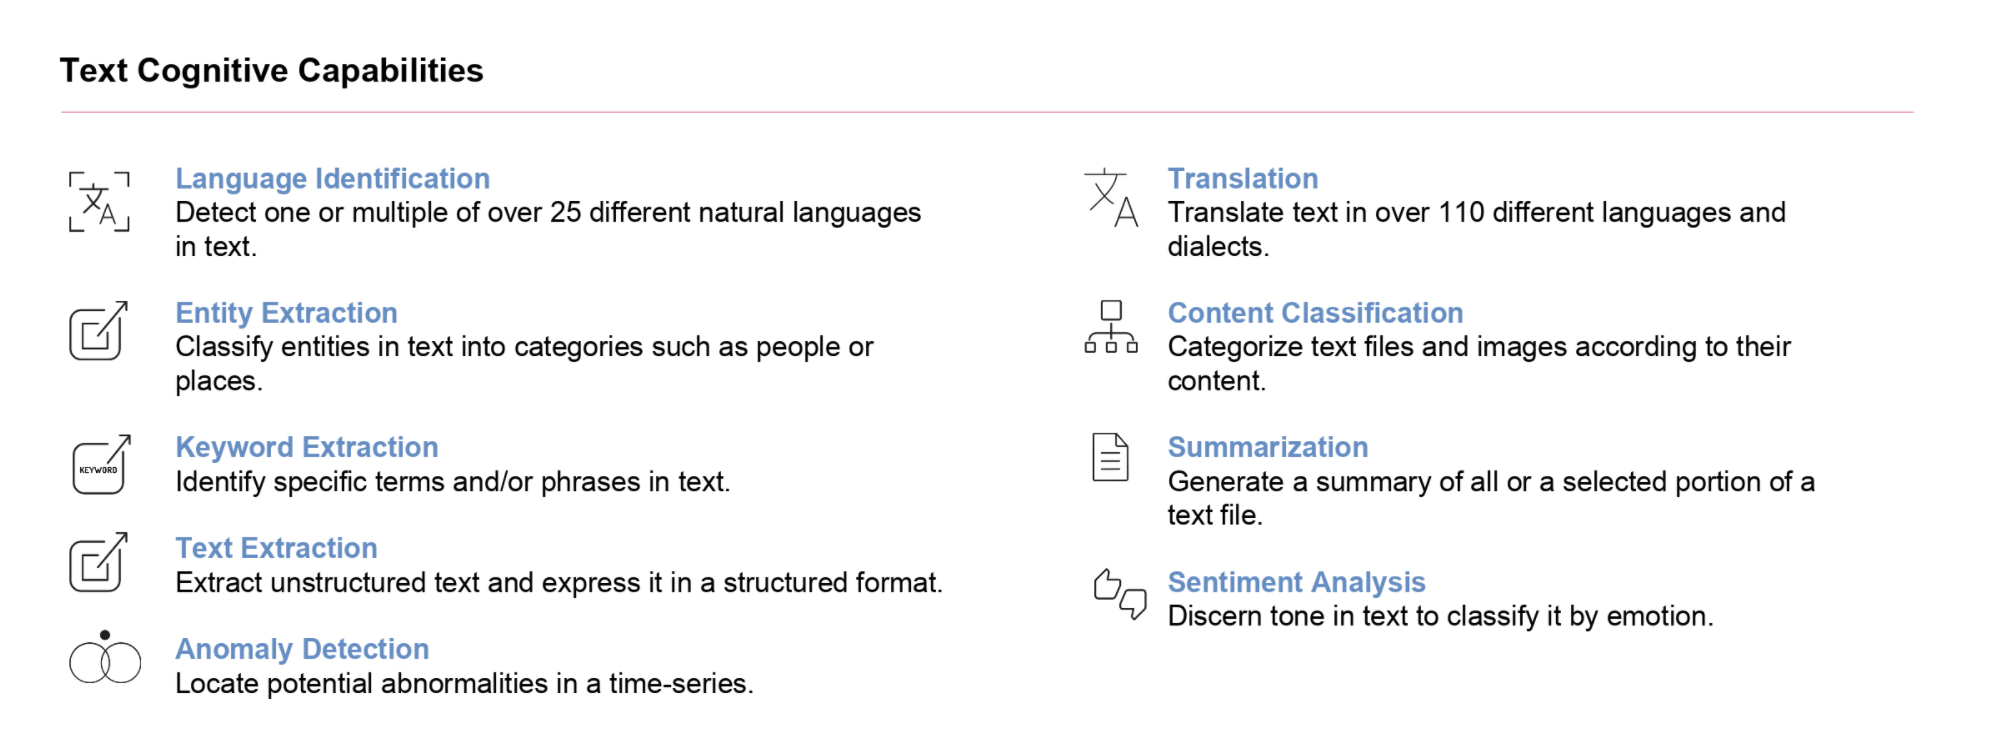 Text Cognitive Capabilities
Language Identification
Detect one or multiple of over 25 different natural languages
in text.
Entity Extraction
Classify entities in text into categories such as people or
places.
KEYWORD
Keyword Extraction
Identify specific terms and/or phrases in text.
Text Extraction
Extract unstructured text and express it in a structured format.
Anomaly Detection
Locate potential abnormalities in a time-series.
文A
Translation
Translate text in over 110 different languages and
dialects.
Content Classification
Categorize text files and images according to their
content.
Summarization
Generate a summary of all or a selected portion of a
text file.
Sentiment Analysis
Discern tone in text to classify it by emotion.